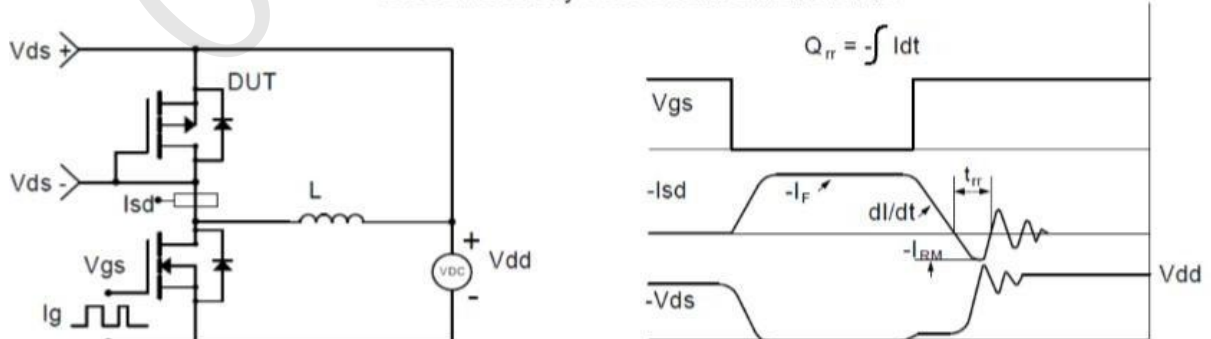 Vds +
DUT
Vds -
Isd
L
Vgs
Ig
VDC
+
-
Vdd
Qrr = -∫ Idt
Vgs
-Isd
-IF
dI/dt
trr
-IRM
-Vds
Vdd